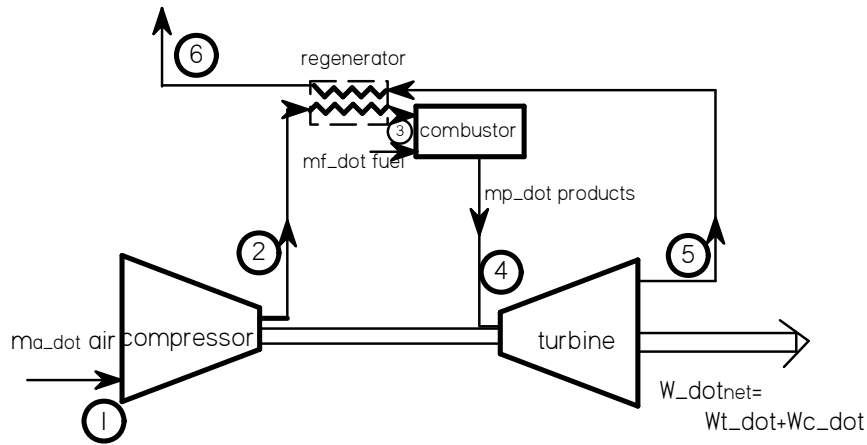 6
regenerator
3
combustor
mf_dot fuel
mp_dot products
2
4
5
ma_dot air
compressor
turbine
1
W_dotnet=
Wt_dot+Wc_dot